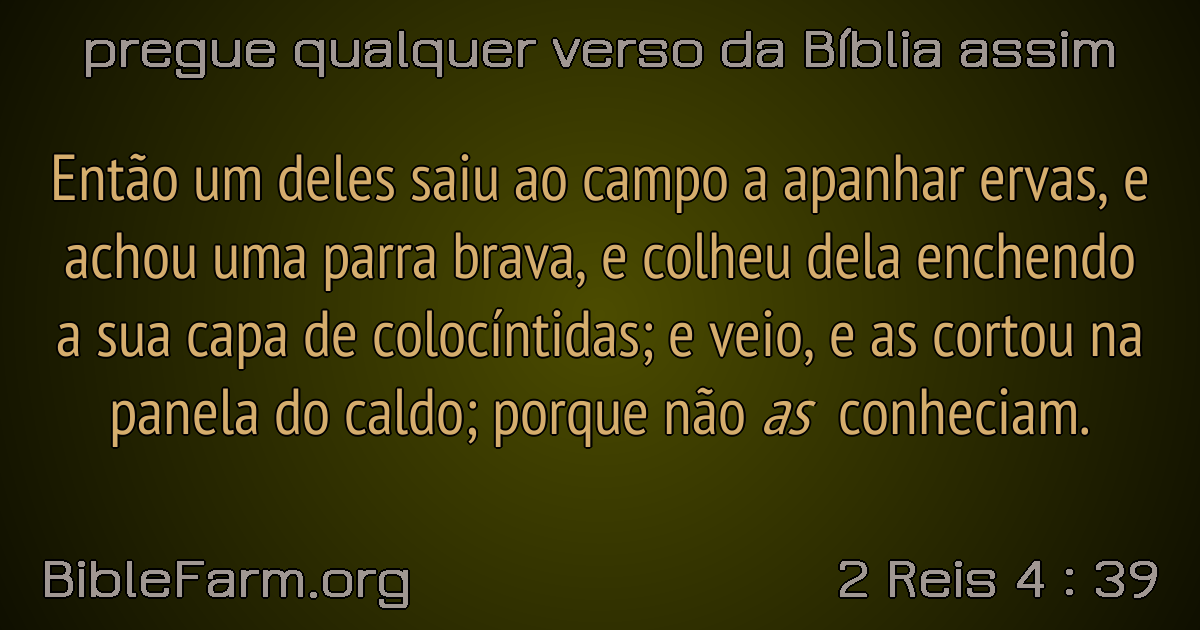 pregue qualquer verso da Bíblia assim
Então um deles saiu ao campo a apanhar ervas, e
achou uma parra brava, e colheu dela enchendo
a sua capa de colocíntidas; e veio, e as cortou na
panela do caldo; porque não as conheciam.
BibleFarm.org
2 Reis 4 : 39